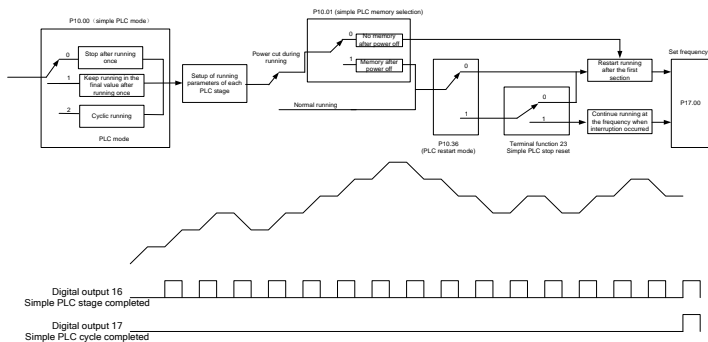 P10.00 (simple PLC mode)
0
Stop after running
once
1
Keep running in the
final value after
running once
2
Cyclic running
PLC mode
Setup of running
parameters of each
PLC stage
Power cut during
running
Normal running
P10.01 (simple PLC memory selection)
0
No memory
after power off
1
Memory after
power off
0
1
P10.36
(PLC restart mode)
0
1
Terminal function 23
Simple PLC stop reset
Restart running
after the first
section
Continue running at
the frequency when
interruption occurred
Set frequency
P17.00
Digital output 16
Simple PLC stage completed
Digital output 17
Simple PLC cycle completed